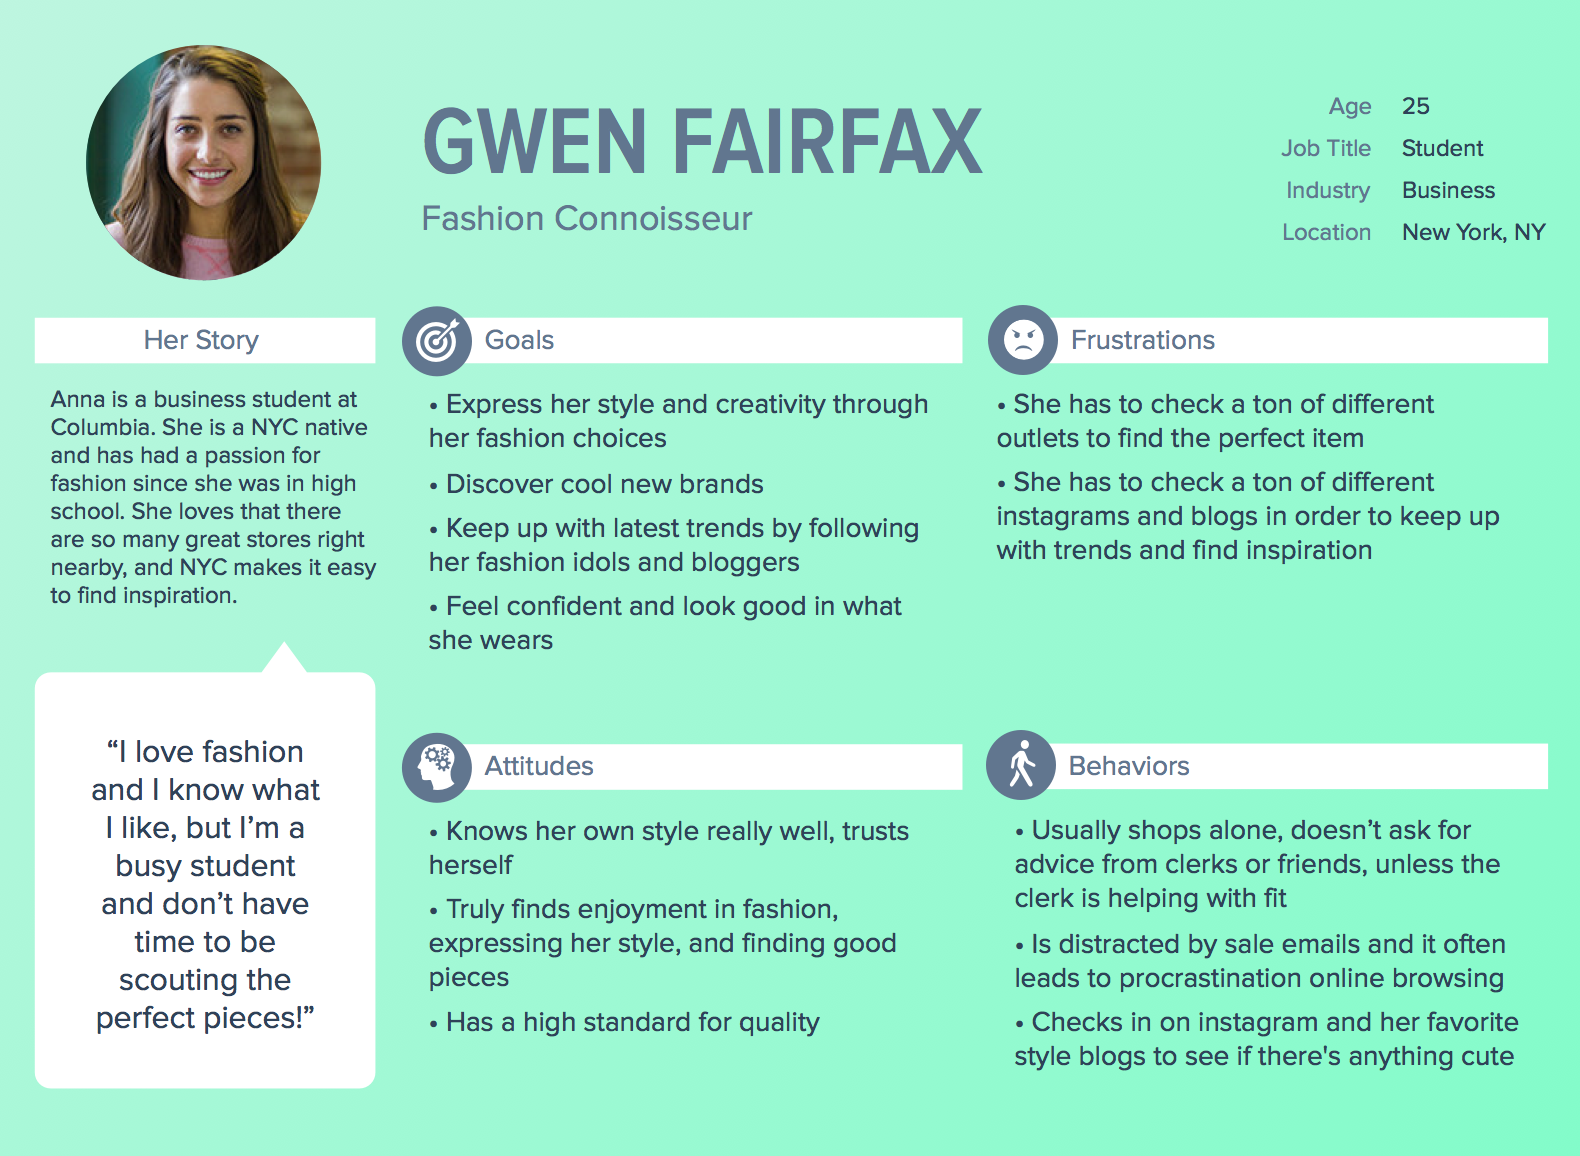 GWEN FAIRFAX
Fashion Connoisseur
Age 25
Job Title Student
Industry Business
Location New York, NY
Her Story
Anna is a business student at
Columbia. She is a NYC native
and has had a passion for
fashion since she was in high
school. She loves that there
are so many great stores right
nearby, and NYC makes it easy
to find inspiration.
“I love fashion
and I know what
I like, but I’m a
busy student
and don’t have
time to be
scouting the
perfect pieces!”
Goals
• Express her style and creativity through
her fashion choices
• Discover cool new brands
• Keep up with latest trends by following
her fashion idols and bloggers
• Feel confident and look good in what
she wears
Frustrations
• She has to check a ton of different
outlets to find the perfect item
• She has to check a ton of different
instagrams and blogs in order to keep up
with trends and find inspiration
Attitudes
• Knows her own style really well, trusts
herself
• Truly finds enjoyment in fashion,
expressing her style, and finding good
pieces
• Has a high standard for quality
Behaviors
• Usually shops alone, doesn’t ask for
advice from clerks or friends, unless the
clerk is helping with fit
• Is distracted by sale emails and it often
leads to procrastination online browsing
• Checks in on instagram and her favorite
style blogs to see if there's anything cute